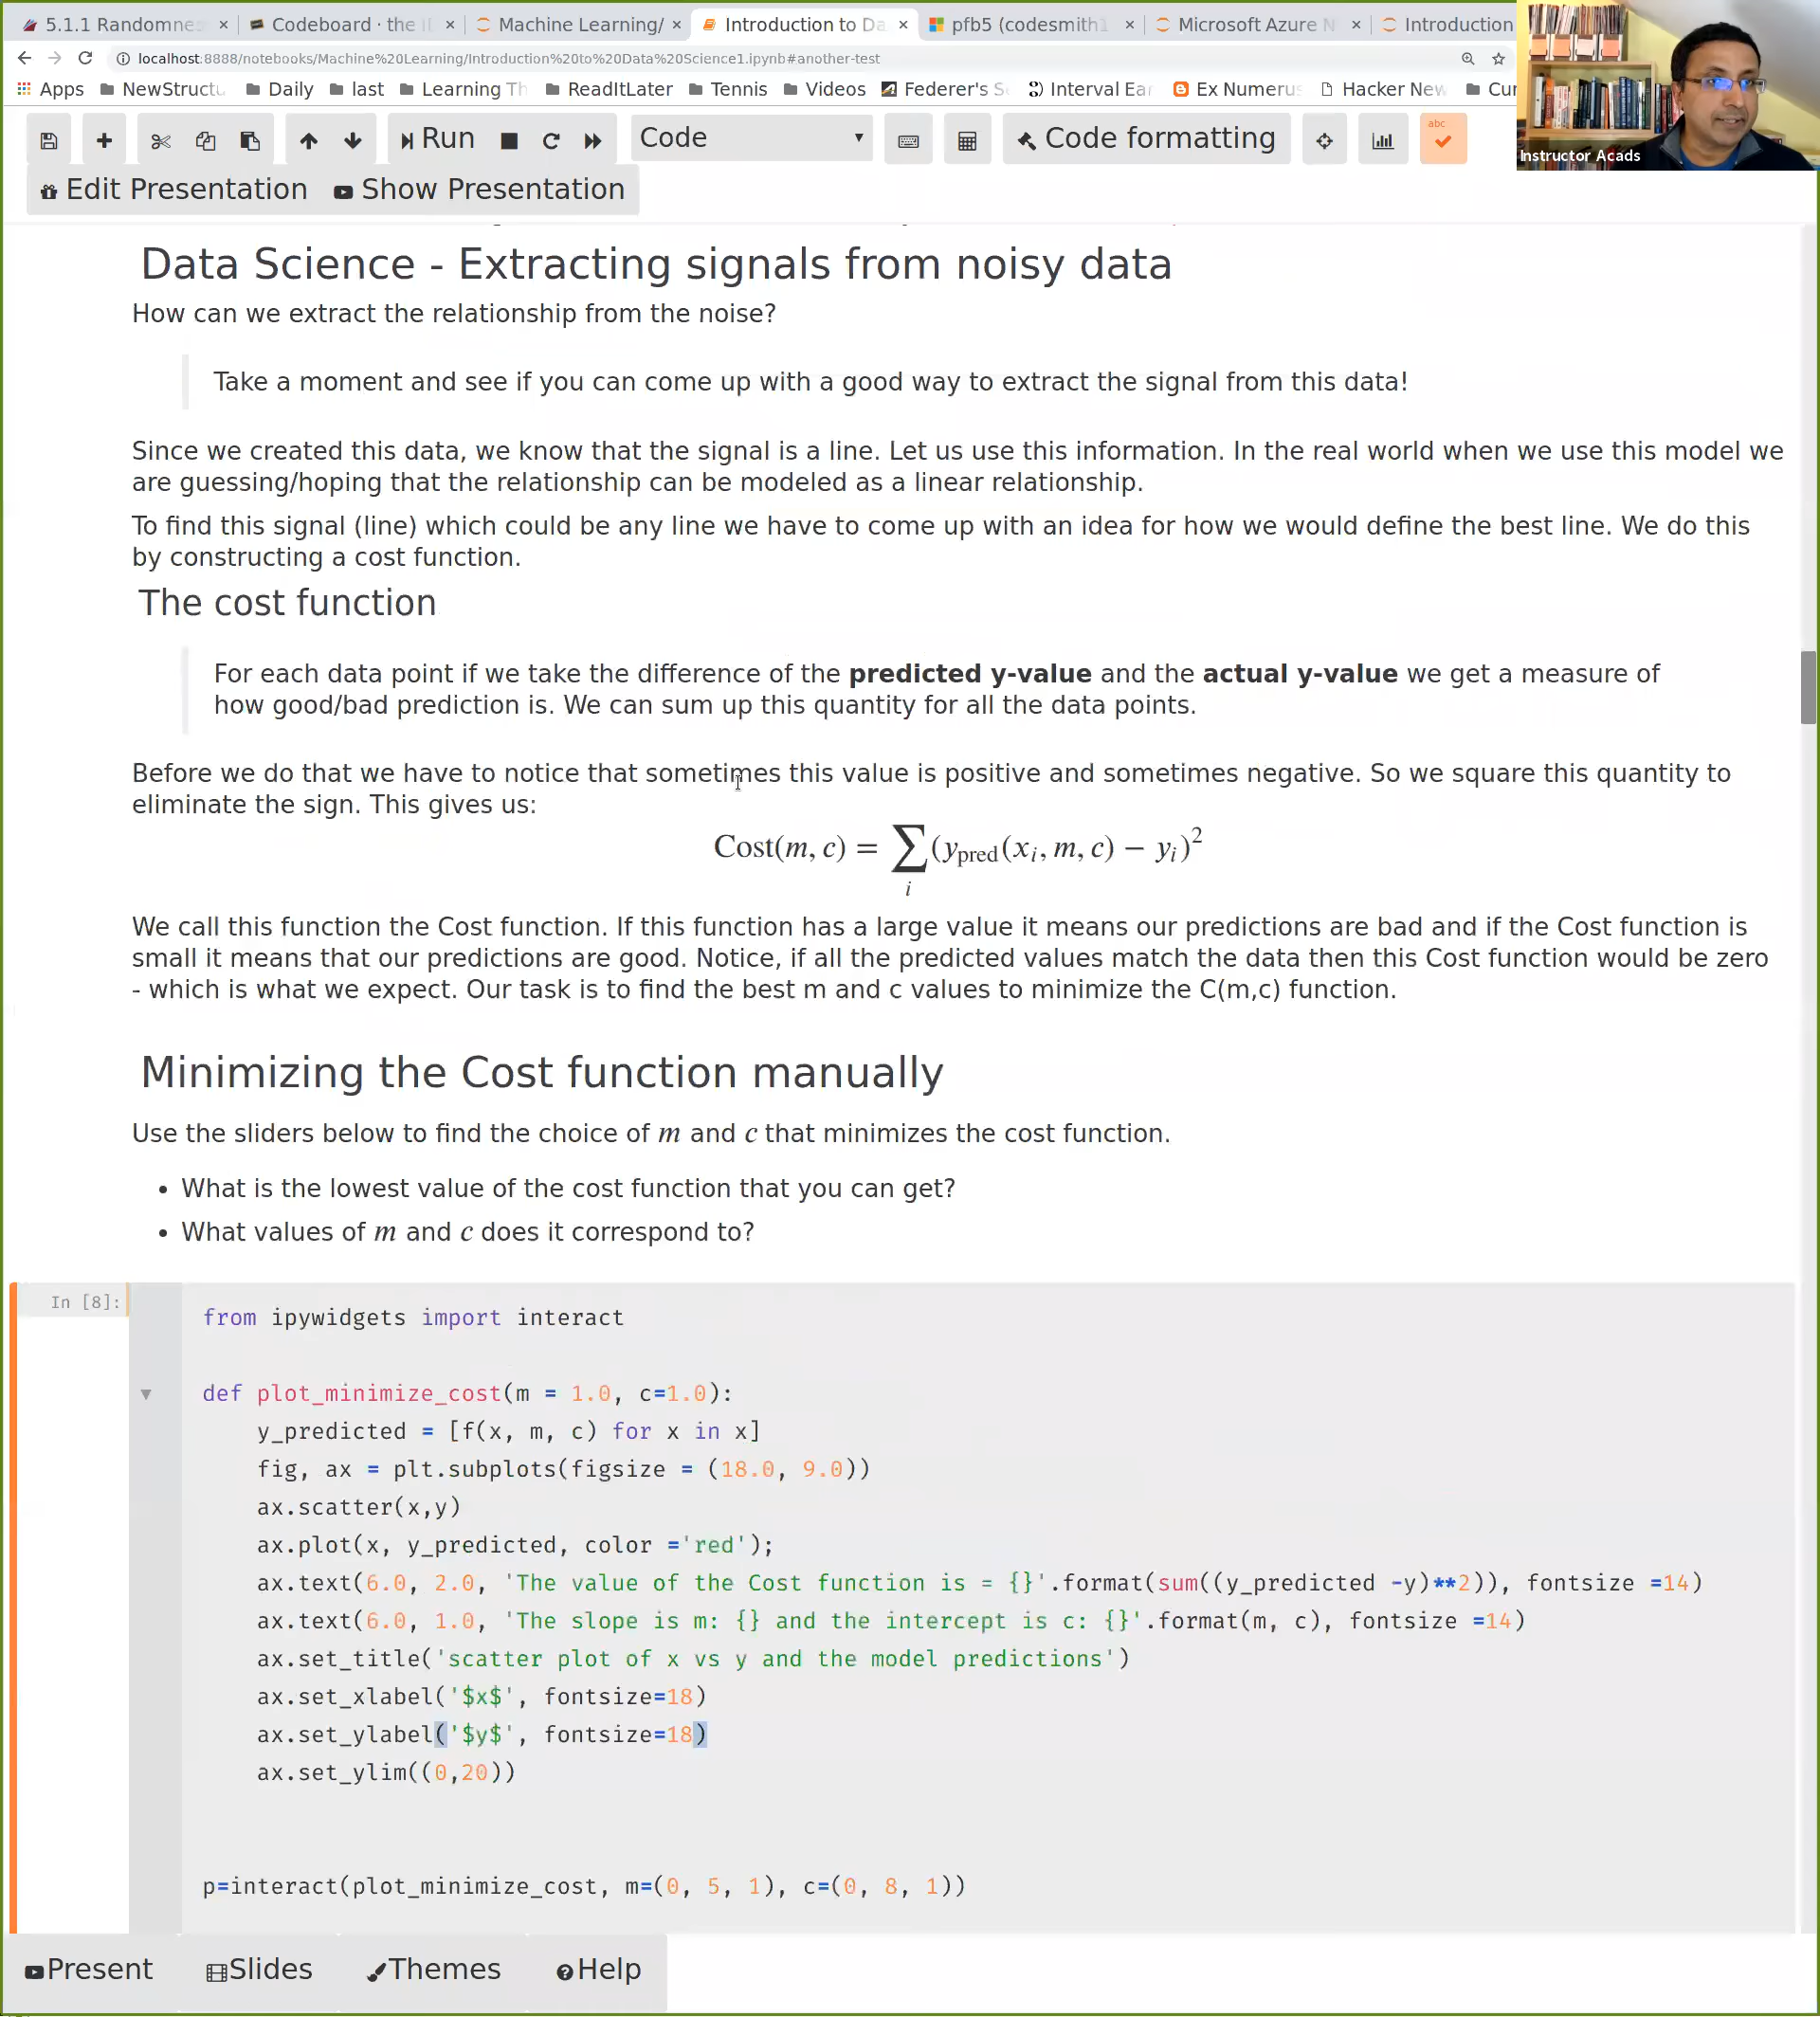 5.1.1 Randomnes
Codeboard · the I
Machine Learning/
Introduction to Da
pfb5 (codesmith1
Microsoft Azure N
Introduction
localhost:8888/notebooks/Machine%20Learning/Introduction%20to%20Data%20Science1.ipynb#another-test
Apps NewStructu Daily last Learning Th ReadItLater Tennis Videos Federer's S Interval Ear Ex Numerus Hacker New Cur
Instructor Acads
Run Code Code formatting abc
Edit Presentation Show Presentation
Data Science - Extracting signals from noisy data
How can we extract the relationship from the noise?
Take a moment and see if you can come up with a good way to extract the signal from this data!
Since we created this data, we know that the signal is a line. Let us use this information. In the real world when we use this model we
are guessing/hoping that the relationship can be modeled as a linear relationship.
To find this signal (line) which could be any line we have to come up with an idea for how we would define the best line. We do this
by constructing a cost function.
The cost function
For each data point if we take the difference of the predicted y-value and the actual y-value we get a measure of
how good/bad prediction is. We can sum up this quantity for all the data points.
Before we do that we have to notice that sometimes this value is positive and sometimes negative. So we square this quantity to
eliminate the sign. This gives us:
Cost(m, c) = ∑i (ypred(xi, m, c) − yi)²
We call this function the Cost function. If this function has a large value it means our predictions are bad and if the Cost function is
small it means that our predictions are good. Notice, if all the predicted values match the data then this Cost function would be zero
- which is what we expect. Our task is to find the best m and c values to minimize the C(m,c) function.
Minimizing the Cost function manually
Use the sliders below to find the choice of m and c that minimizes the cost function.
• What is the lowest value of the cost function that you can get?
• What values of m and c does it correspond to?
In [8]:
from ipywidgets import interact
def plot_minimize_cost(m = 1.0, c=1.0):
y_predicted = [f(x, m, c) for x in x]
fig, ax = plt.subplots(figsize = (18.0, 9.0))
ax.scatter(x,y)
ax.plot(x, y_predicted, color ='red');
ax.text(6.0, 2.0, 'The value of the Cost function is = {}'.format(sum((y_predicted -y)**2)), fontsize =14)
ax.text(6.0, 1.0, 'The slope is m: {} and the intercept is c: {}'.format(m, c), fontsize =14)
ax.set_title('scatter plot of x vs y and the model predictions')
ax.set_xlabel('$x$', fontsize=18)
ax.set_ylabel('$y$', fontsize=18)
ax.set_ylim((0,20))
p=interact(plot_minimize_cost, m=(0, 5, 1), c=(0, 8, 1))
Present Slides Themes Help